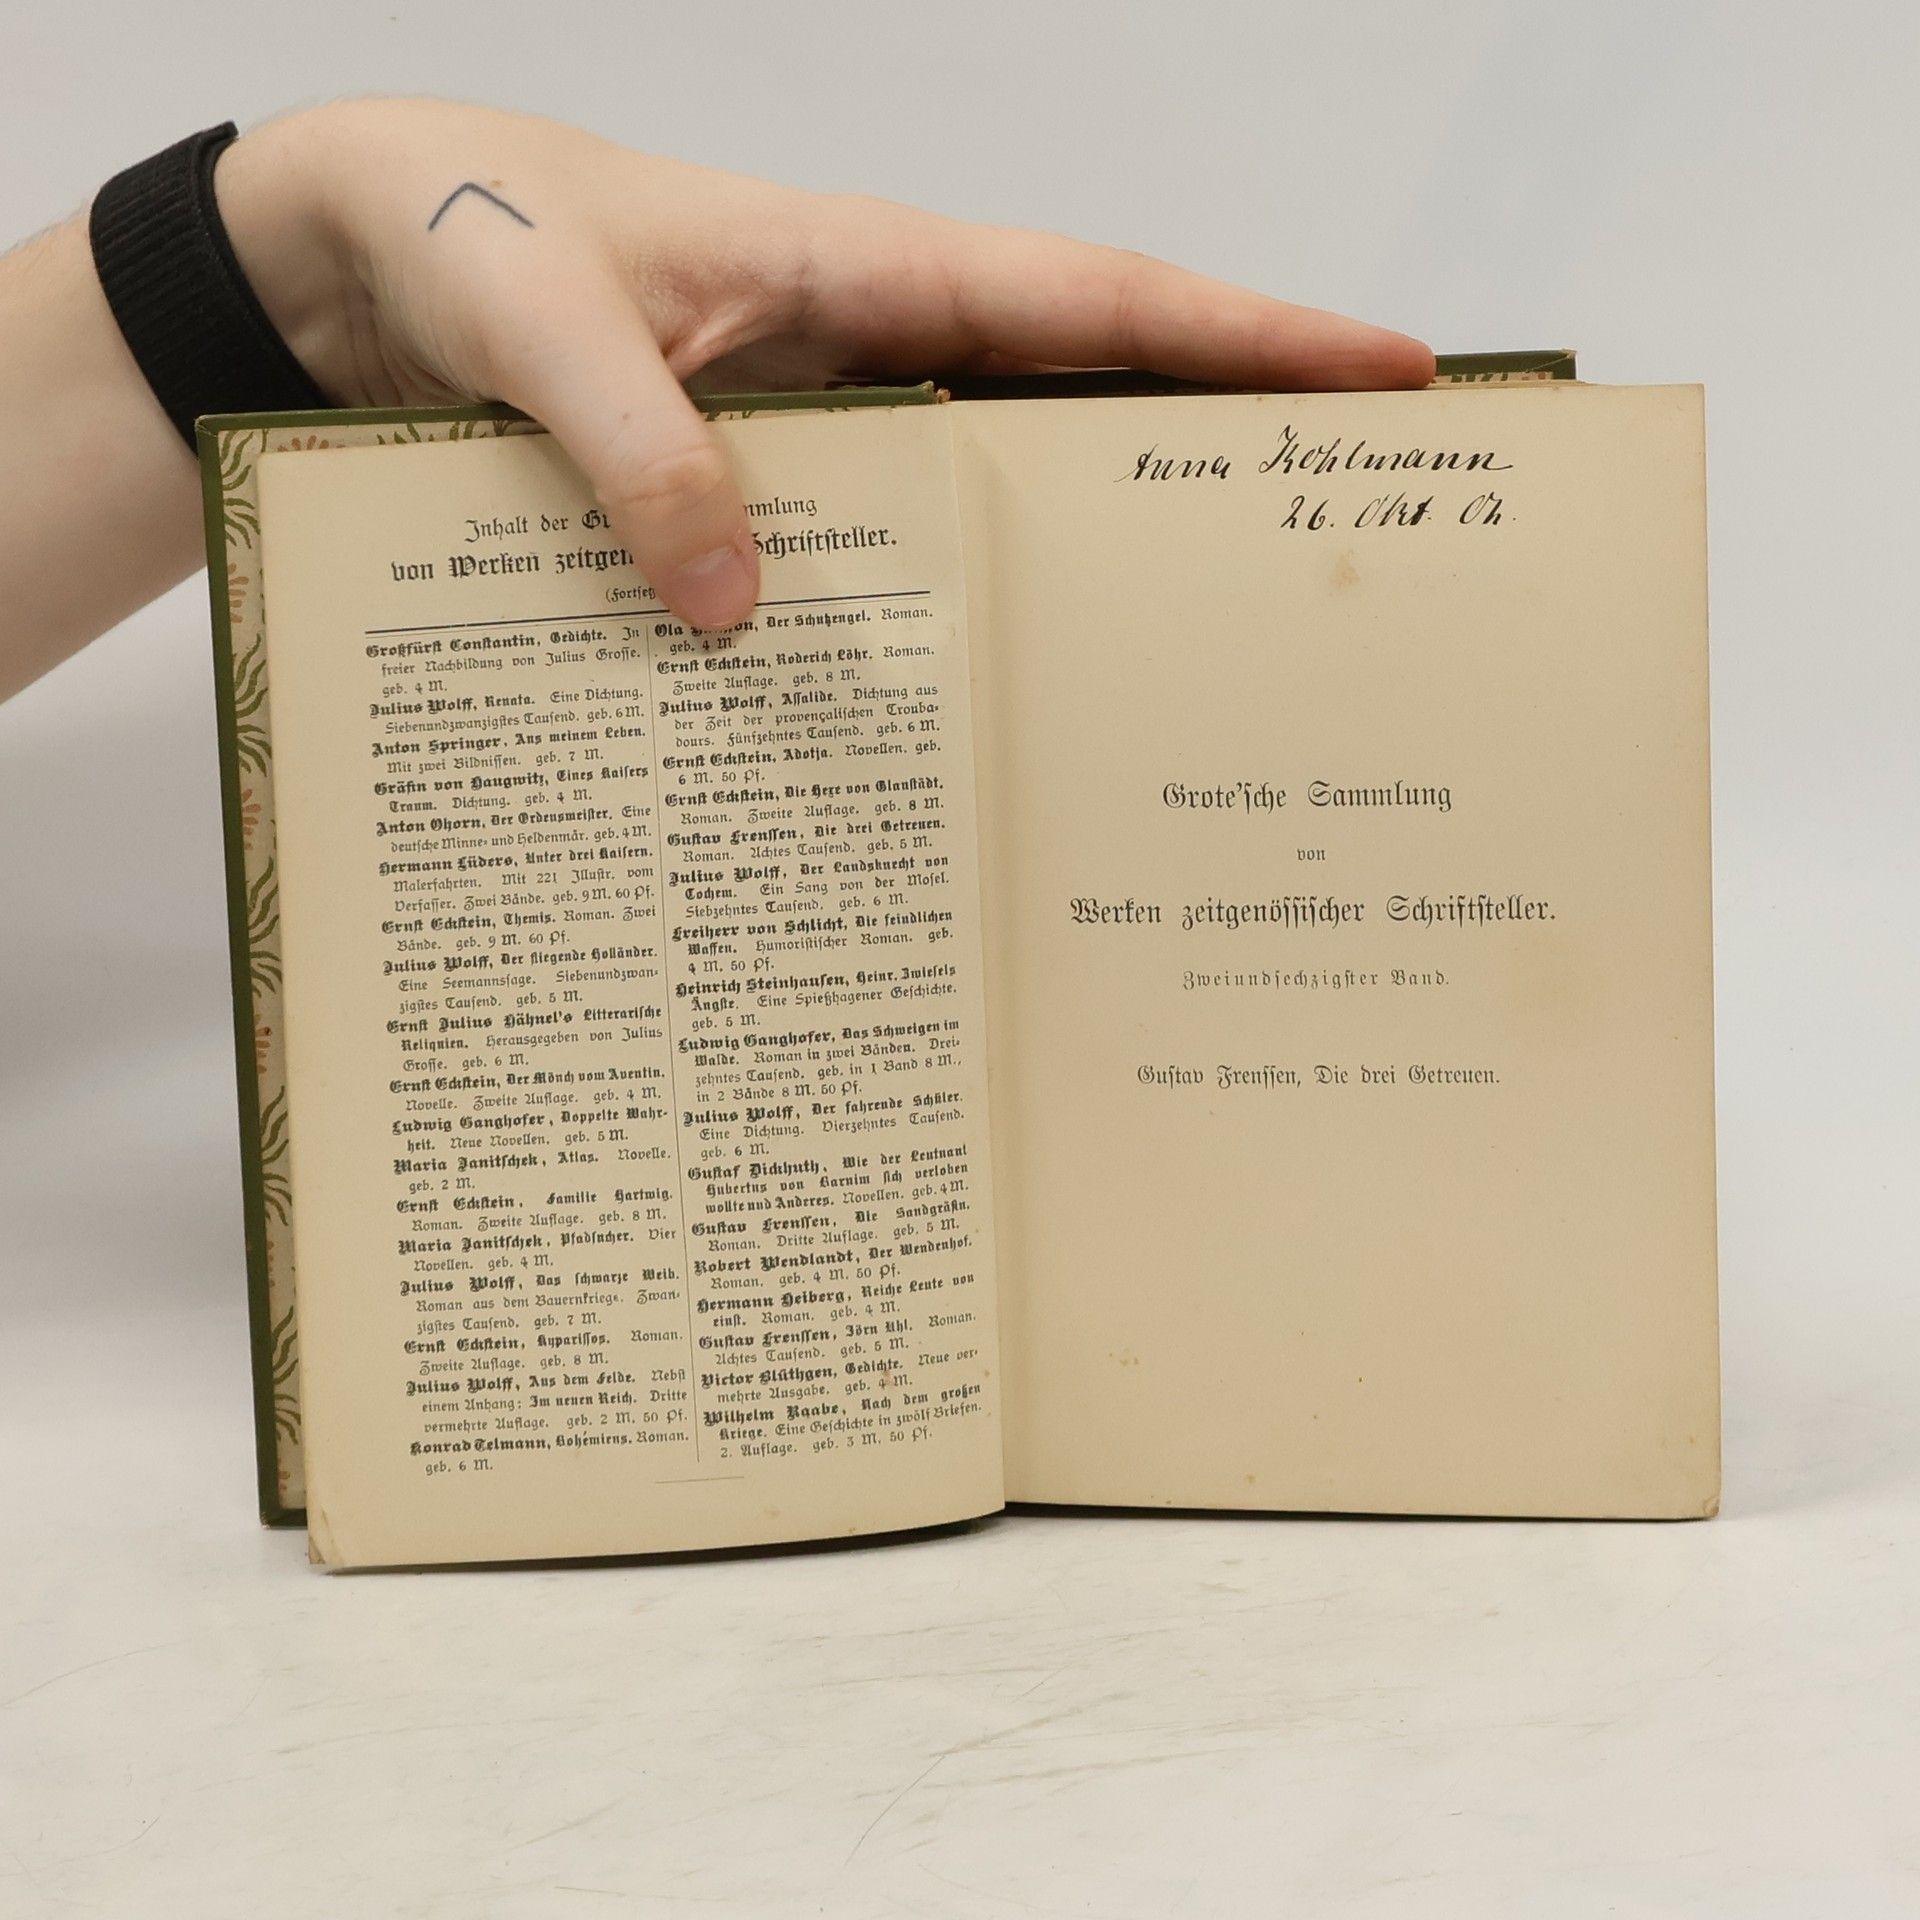 Inhalt der
von Werken Schriftsteller.
Großfürst Constantin, Gedichte. In
freier Nachbildung von Julius Grosse.
geb. 4 M.
Julius Wolff, Renata. Eine Dichtung.
Siebenundzwanzigstes Tausend. geb. 6 M.
Anton Springer, Aus meinem Leben.
Mit zwei Bildnissen. geb. 7 M.
Gräfin von Haugwitz, Eines Kaisers
Traum. Dichtung. geb. 4 M.
Anton Ohorn, Der Ordensmeister. Eine
deutsche Minne- und Heldenmär. geb. 4 M.
Hermann Lüders, Unter drei Kaisern.
Malerfahrten. Mit 221 Illustr. vom
Verfasser. Zwei Bände. geb. 9 M. 60 Pf.
Ernst Eckstein, Themis. Roman. Zwei
Bände. geb. 9 M. 60 Pf.
Julius Wolff, Der fliegende Holländer.
Eine Seemannssage. Siebenundzwan-
zigstes Tausend. geb. 5 M.
Ernst Julius Hähnel's Litterarische
Reliquien. Herausgegeben von Julius
Grosse. geb. 6 M.
Ernst Eckstein, Der Mönch vom Aventin.
Novelle. Zweite Auflage. geb. 4 M.
Ludwig Ganghofer, Doppelte Wahr-
heit. Neue Novellen. geb. 5 M.
Maria Janitschek, Atlas. Novelle.
geb. 2 M.
Ernst Eckstein, Familie Hartwig.
Roman. Zweite Auflage. geb. 8 M.
Maria Janitschek, Pfadsucher. Vier
Novellen. geb. 4 M.
Julius Wolff, Das schwarze Weib.
Roman aus dem Bauernkriege. Zwan-
zigstes Tausend. geb. 7 M.
Ernst Eckstein, Kyparissos. Roman.
Zweite Auflage. geb. 8 M.
Julius Wolff, Aus dem Felde. Nebst
einem Anhang: Im neuen Reich. Dritte
vermehrte Auflage. geb. 2 M. 50 Pf.
Konrad Telmann, Bohémiens. Roman.
geb. 6 M.
Ola Der Schutzengel. Roman.
geb. 4 M.
Ernst Eckstein, Roderich Löhr. Roman.
Zweite Auflage. geb. 8 M.
Julius Wolff, Assalide. Dichtung aus
der Zeit der provençalischen Trouba-
dours. Fünfzehntes Tausend. geb. 6 M.
Ernst Eckstein, Adotja. Novellen. geb.
6 M. 50 Pf.
Ernst Eckstein, Die Hexe von Glaustädt.
Roman. Zweite Auflage. geb. 8 M.
Gustav Frenssen, Die drei Getreuen.
Roman. Achtes Tausend. geb. 5 M.
Julius Wolff, Der Landsknecht von
Cochem. Ein Sang von der Mosel.
Siebzehntes Tausend. geb. 6 M.
Freiherr von Schlicht, Die feindlichen
Waffen. Humoristischer Roman. geb.
4 M. 50 Pf.
Heinrich Steinhausen, Heinr. Zwiesels
Ängste. Eine Spießhagener Geschichte.
geb. 5 M.
Ludwig Ganghofer, Das Schweigen im
Walde. Roman in zwei Bänden. Drei-
zehntes Tausend. geb. in 1 Band 8 M.,
in 2 Bände 8 M. 50 Pf.
Julius Wolff, Der fahrende Schüler.
Eine Dichtung. Vierzehntes Tausend.
geb. 6 M.
Gustaf Dickhuth, Wie der Leutnant
Hubertus von Barnim sich verloben
wollte und Anderes. Novellen. geb. 4 M.
Gustav Frenssen, Die Sandgräfin.
Roman. Dritte Auflage. geb. 5 M.
Robert Wendlandt, Der Wendenhof.
Roman. geb. 4 M. 50 Pf.
Hermann Heiberg, Reiche Leute von
einst. Roman. geb. 4 M.
Gustav Frenssen, Jörn Uhl. Roman.
Achtes Tausend. geb. 5 M.
Victor Blüthgen, Gedichte. Neue ver-
mehrte Ausgabe. geb. 4 M.
Wilhelm Raabe, Nach dem großen
Kriege. Eine Geschichte in zwölf Briefen.
2. Auflage. geb. 3 M. 50 Pf.
Anna Kohlmann
26. Okt.
Grote'sche Sammlung
von
Werken zeitgenössischer Schriftsteller.
Zweiundsechzigster Band.
Gustav Frenssen, Die drei Getreuen.